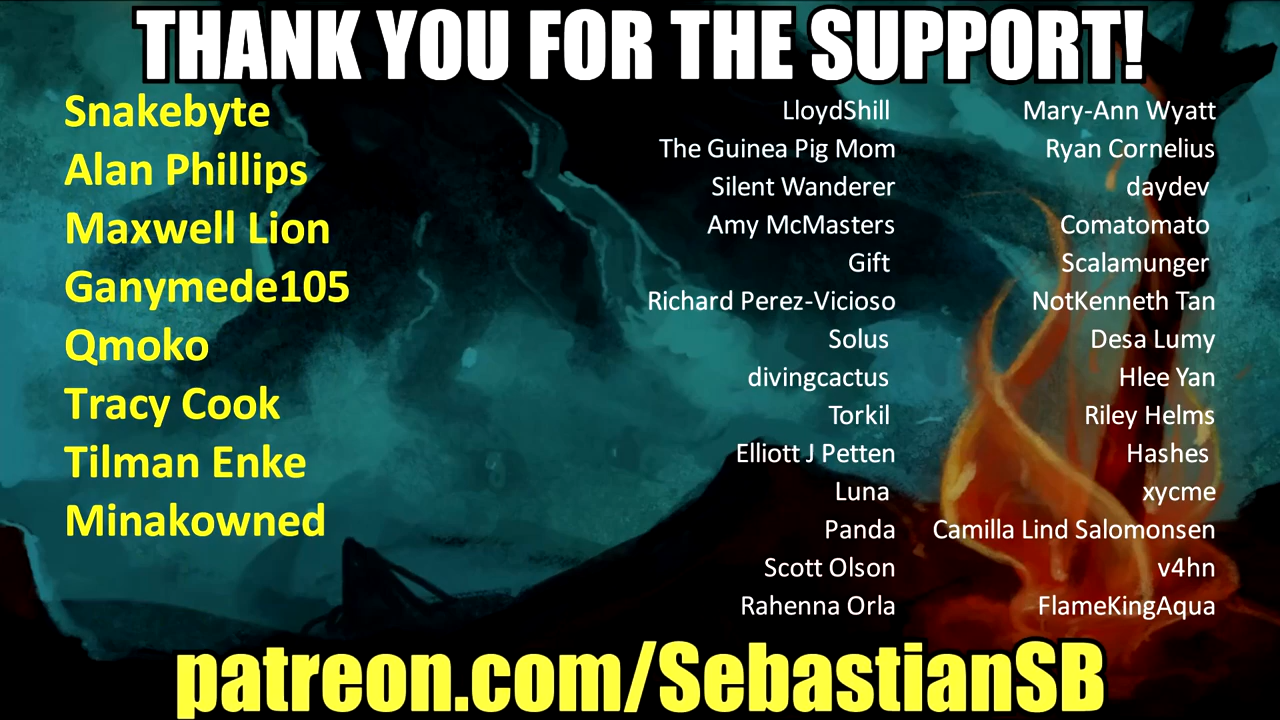 THANK YOU FOR THE SUPPORT!
Snakebyte
Alan Phillips
Maxwell Lion
Ganymede105
Qmoko
Tracy Cook
Tilman Enke
Minakowned
LloydShill
The Guinea Pig Mom
Silent Wanderer
Amy McMasters
Gift
Richard Perez-Vicioso
Solus
divingcactus
Torkil
Elliott J Petten
Luna
Panda
Scott Olson
Rahenna Orla
Mary-Ann Wyatt
Ryan Cornelius
daydev
Comatomato
Scalamunger
NotKenneth Tan
Desa Lumy
Hlee Yan
Riley Helms
Hashes
xycme
Camilla Lind Salomonsen
v4hn
FlameKingAqua
patreon.com/SebastianSB